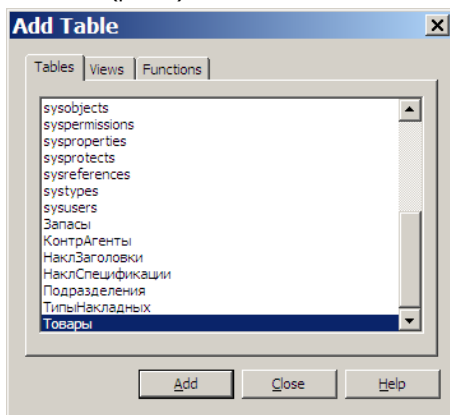 Add Table
Tables Views Functions
sysobjects
syspermissions
sysproperties
sysprotects
sysreferences
systypes
sysusers
Запасы
КонтрАгенты
НаклЗаголовки
НаклСпецификации
Подразделения
ТипыНакладных
Товары
Add Close Help